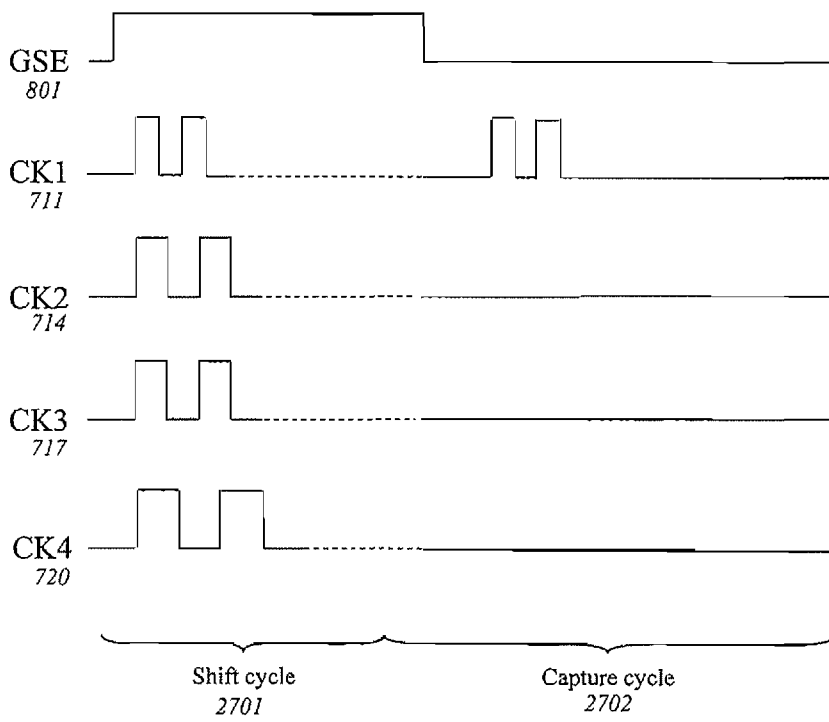 GSE
801
CK1
711
CK2
714
CK3
717
CK4
720
Shift cycle
2701
Capture cycle
2702